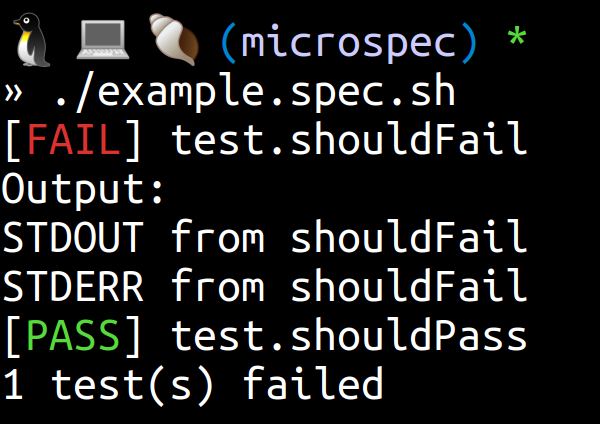 🐧 💻 🐚 (microspec) *
» ./example.spec.sh
[FAIL] test.shouldFail
Output:
STDOUT from shouldFail
STDERR from shouldFail
[PASS] test.shouldPass
1 test(s) failed